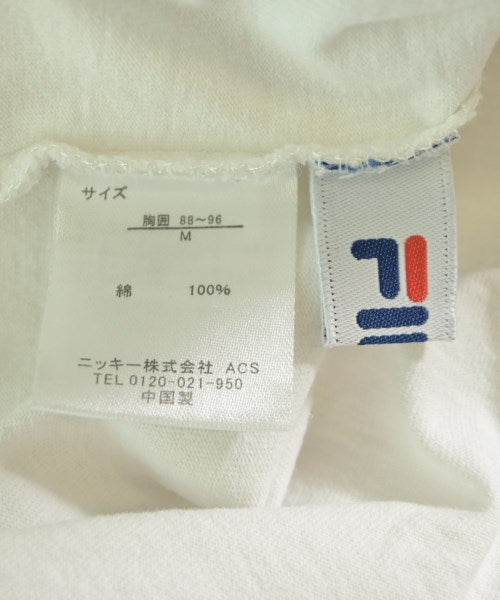 サイズ
胸囲 88～96
M
綿 100%
ニッキー株式会社 ACS
TEL 0120-021-950
中国製